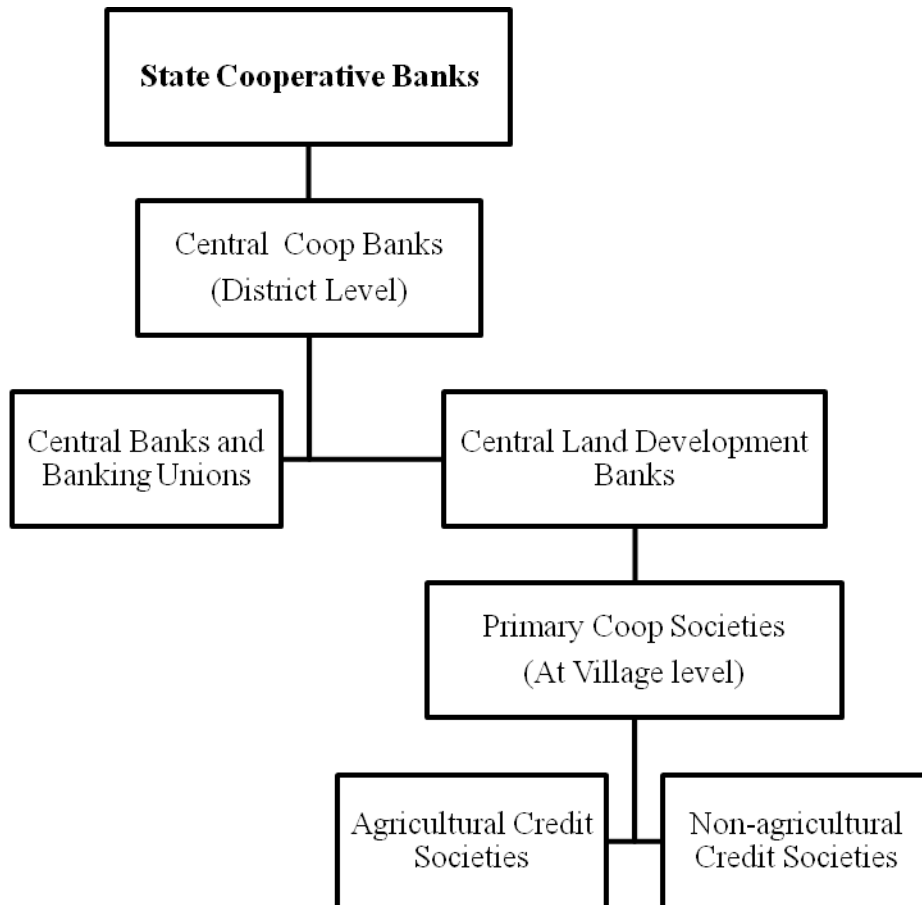 State Cooperative Banks
Central Coop Banks
(District Level)
Central Banks and
Banking Unions
Central Land Development
Banks
Primary Coop Societies
(At Village level)
Agricultural Credit
Societies
Non-agricultural
Credit Societies